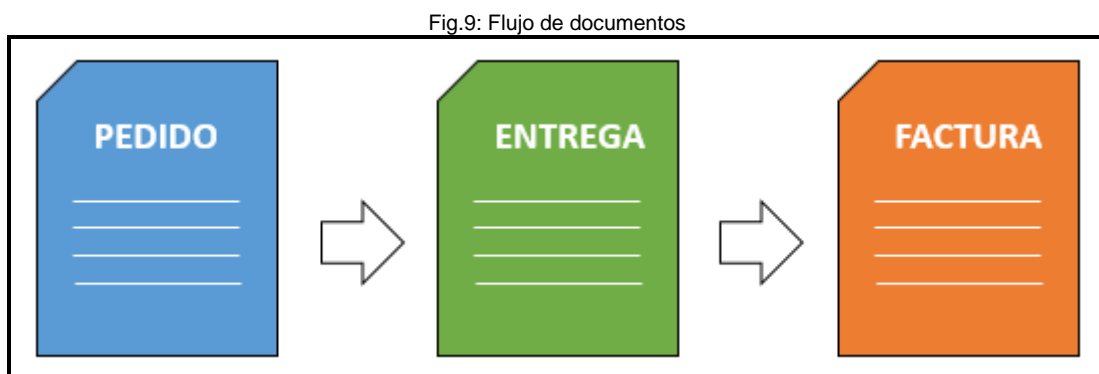 Fig.9: Flujo de documentos
PEDIDO
ENTREGA
FACTURA